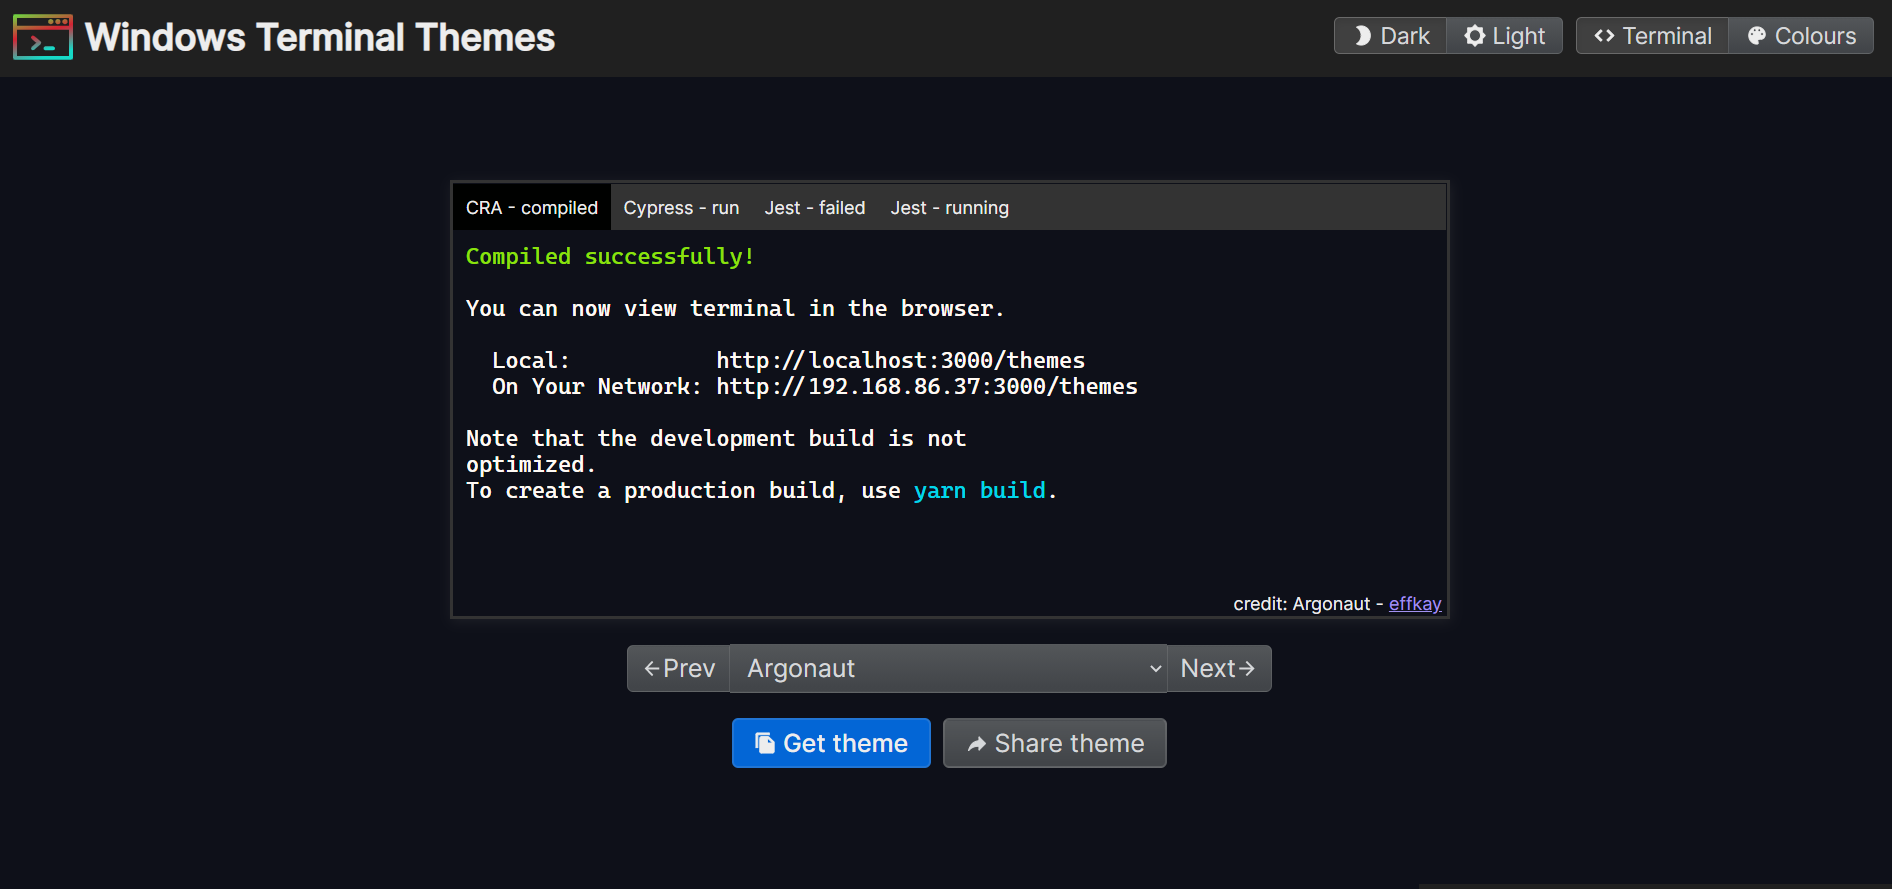 Windows Terminal Themes
Dark Light Terminal Colours
CRA - compiled Cypress - run Jest - failed Jest - running
Compiled successfully!
You can now view terminal in the browser.
Local: http://localhost:3000/themes
On Your Network: http://192.168.86.37:3000/themes
Note that the development build is not
optimized.
To create a production build, use yarn build.
credit: Argonaut - effkay
←Prev Argonaut Next→
Get theme Share theme